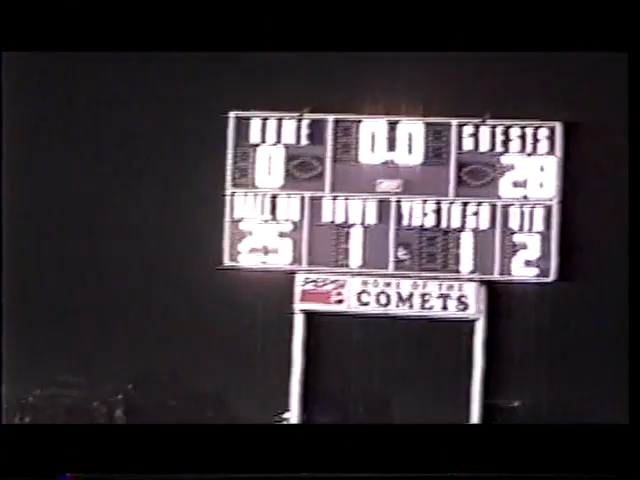 HOME 0.0 GUESTS
0 28
BALL ON DOWN YDS TO GO QTR
25 1 1 2
PEPSI HOME OF THE
COMETS